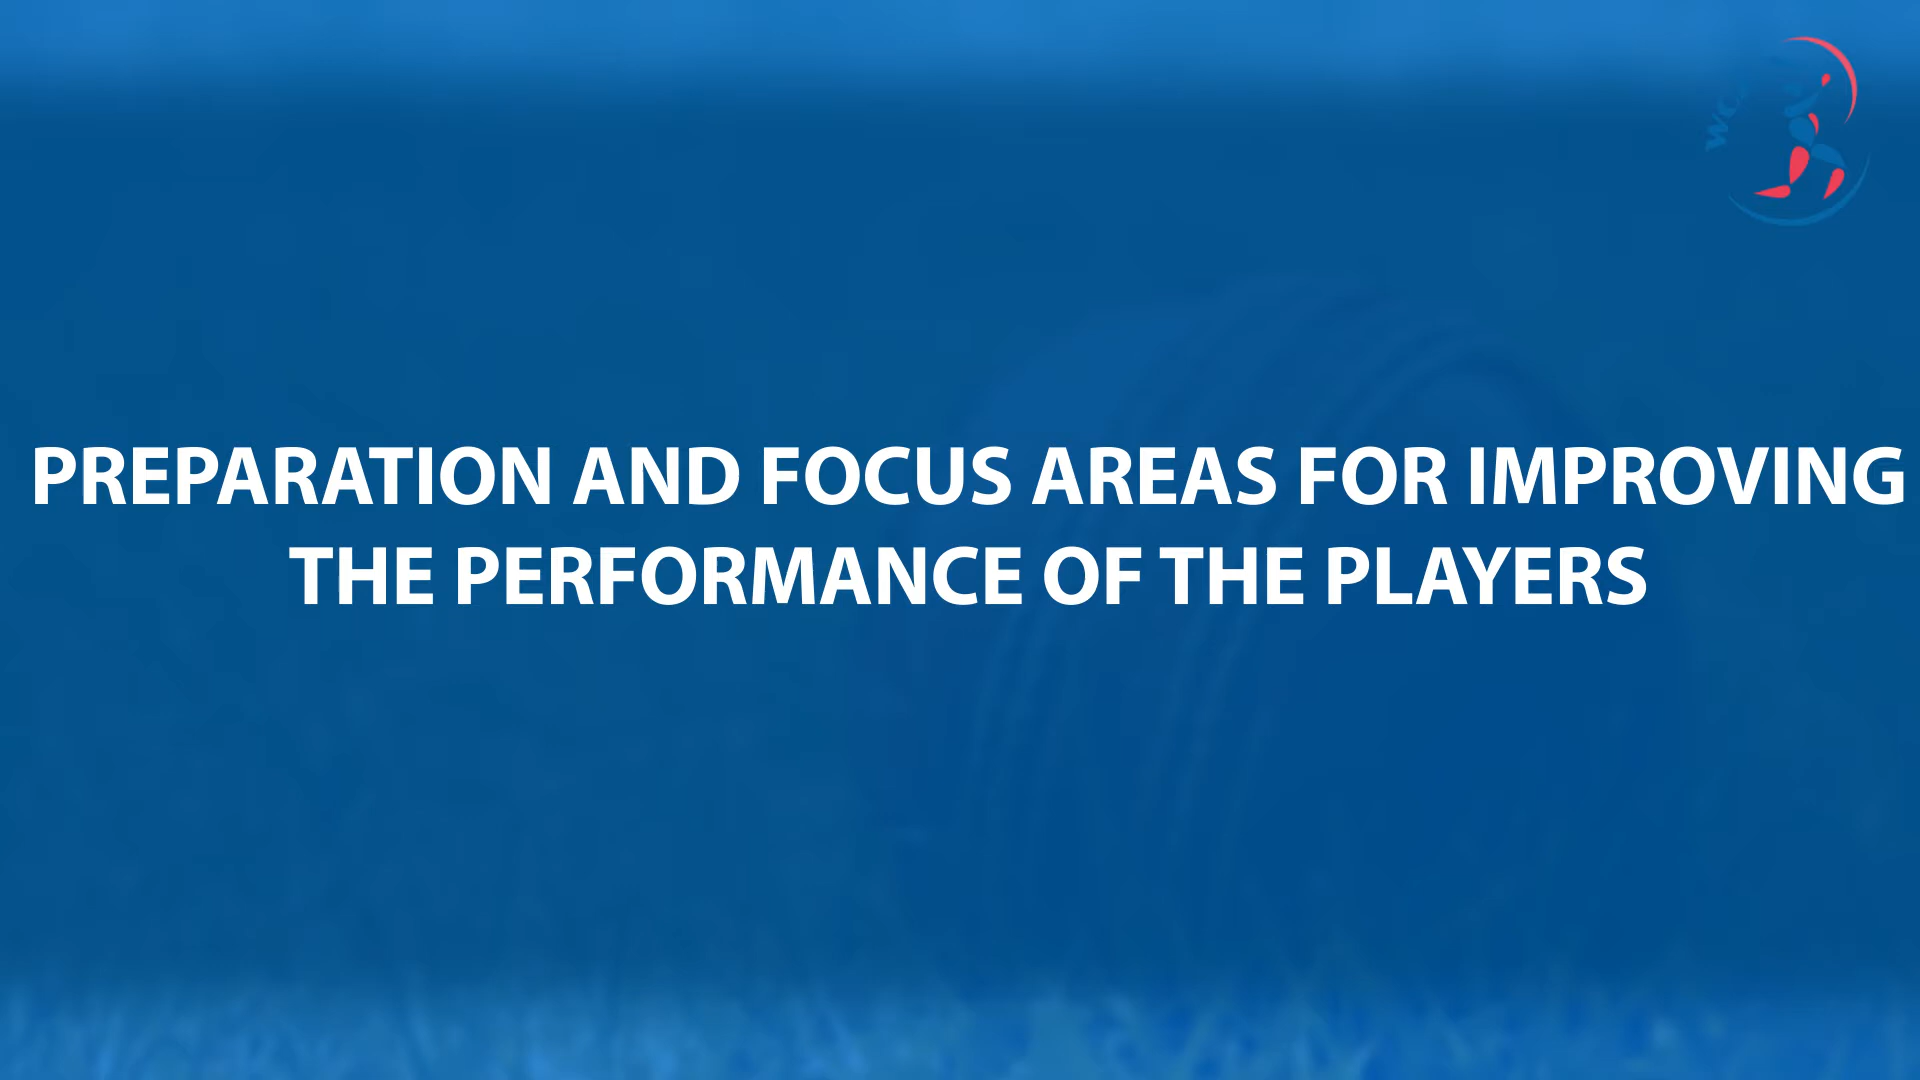 PREPARATION AND FOCUS AREAS FOR IMPROVING
THE PERFORMANCE OF THE PLAYERS